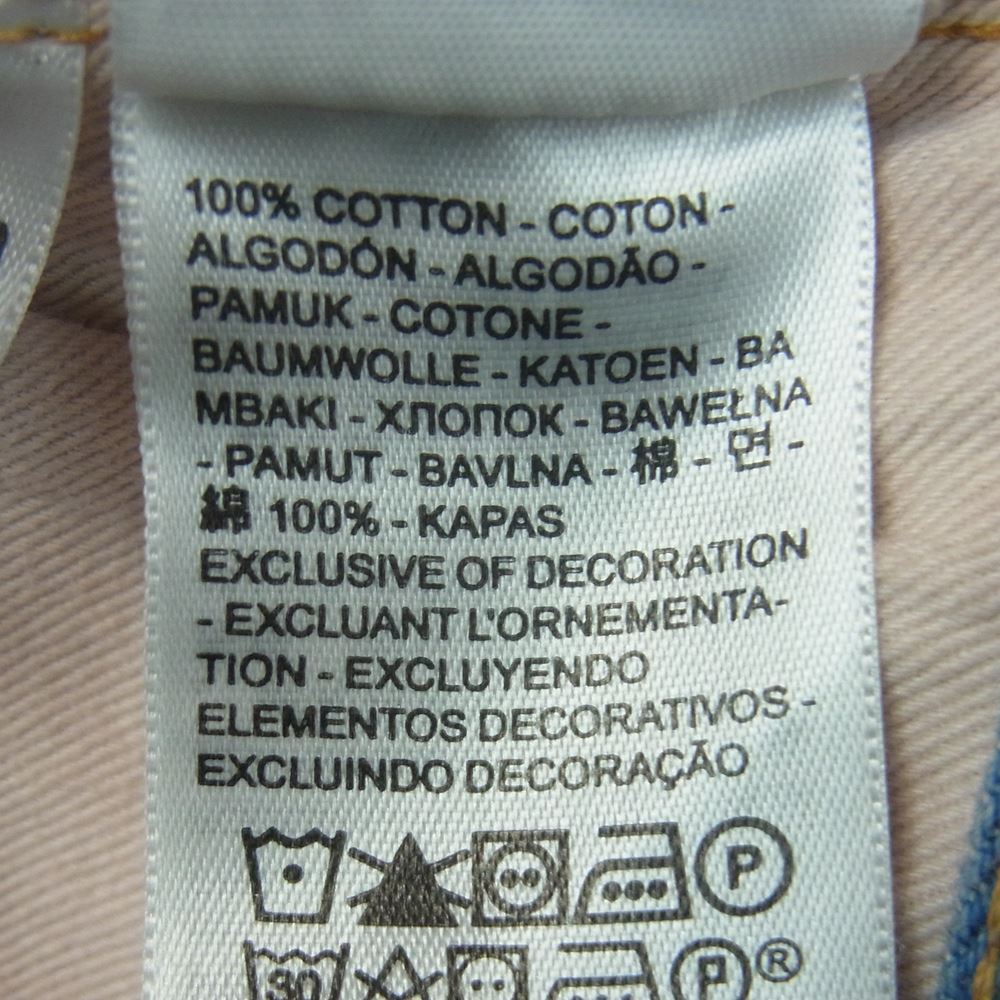 100% COTTON - COTON -
ALGODÓN - ALGODÃO -
PAMUK - COTONE -
BAUMWOLLE - KATOEN - BA
MBAKI - ХЛОПОК - BAWEŁNA
- PAMUT - BAVLNA - 棉 - 면 -
綿 100% - KAPAS
EXCLUSIVE OF DECORATION
- EXCLUANT L'ORNEMENTA-
TION - EXCLUYENDO
ELEMENTOS DECORATIVOS -
EXCLUINDO DECORAÇÃO
P
30 P ®